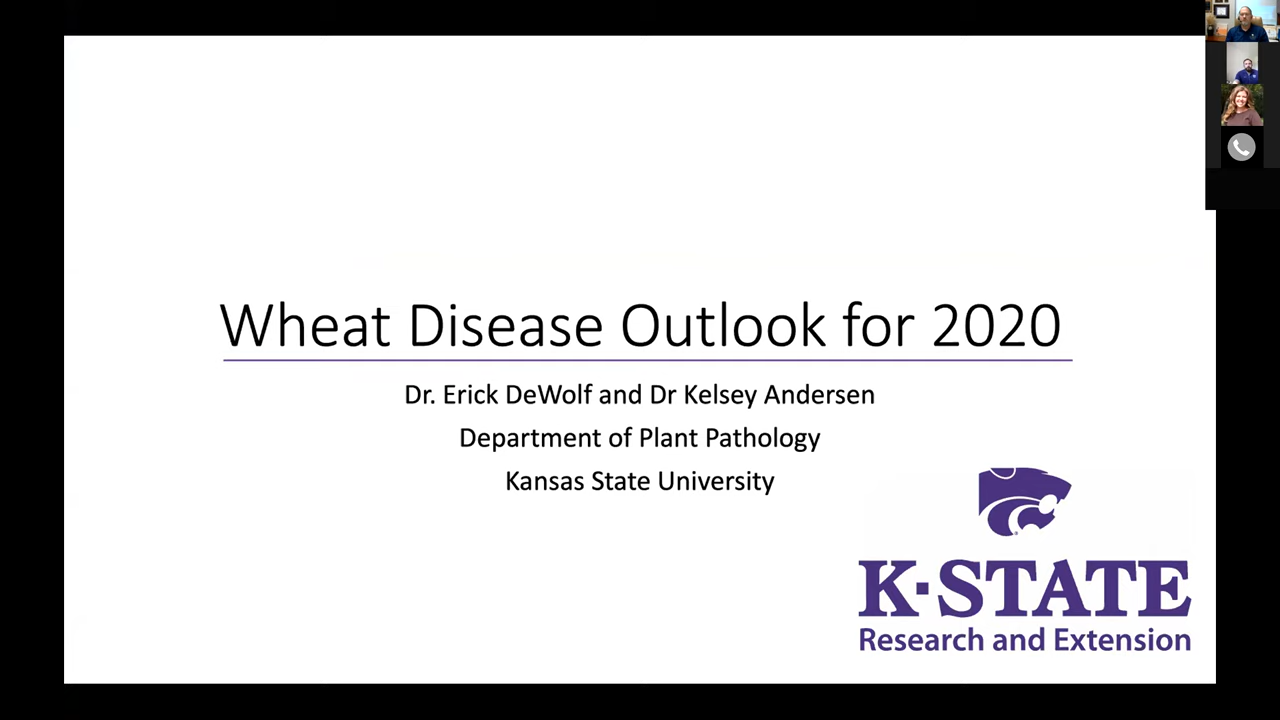 Wheat Disease Outlook for 2020
Dr. Erick DeWolf and Dr Kelsey Andersen
Department of Plant Pathology
Kansas State University
K·STATE
Research and Extension